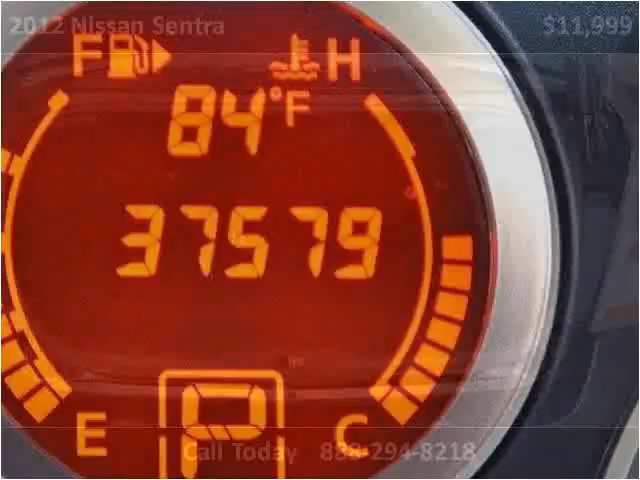 2012 Nissan Sentra $11,999
F H
84°F
37579
E P C
Call Today 888-294-8218